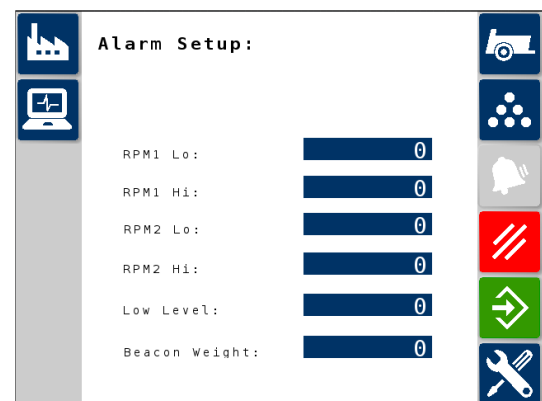 Alarm Setup:
RPM1 Lo: 0
RPM1 Hi: 0
RPM2 Lo: 0
RPM2 Hi: 0
Low Level: 0
Beacon Weight: 0